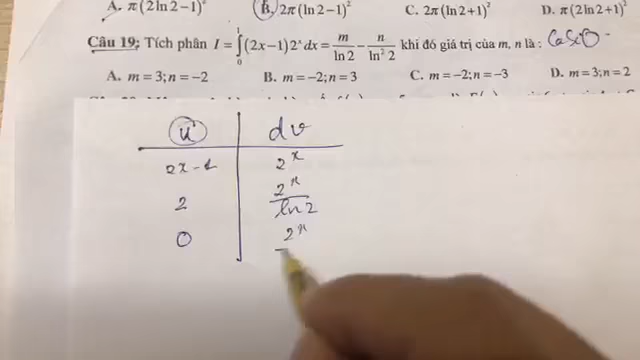 A. π(2ln2−1)² B. 2π(ln2−1)² C. 2π(ln2+1)² D. π(2ln2−1)²
Câu 19: Tích phân I = ∫₀¹(2x−1)2ˣdx = m/ln2 − n/ln²2 khi đó giá trị của m, n là :
A. m = 3; n = −2 B. m = −2; n = 3 C. m = −2; n = −3 D. m = 3; n = 2
u dv
2x-1 2ˣ
2 2ˣ/ln2
0 2ˣ